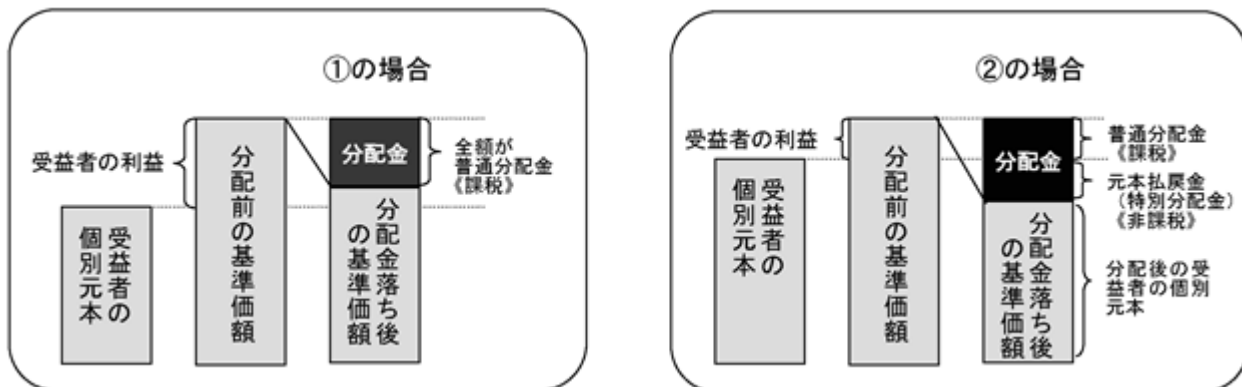 ①の場合
受益者の利益
受益者の
個別元本
分配前の基準価額
分配金
全額が
普通分配金
《課税》
分配金落ち後
の基準価額
②の場合
受益者の利益
受益者の
個別元本
分配前の基準価額
分配金
普通分配金
《課税》
元本払戻金
(特別分配金)
《非課税》
分配金落ち後
の基準価額
分配後の受
益者の個別
元本